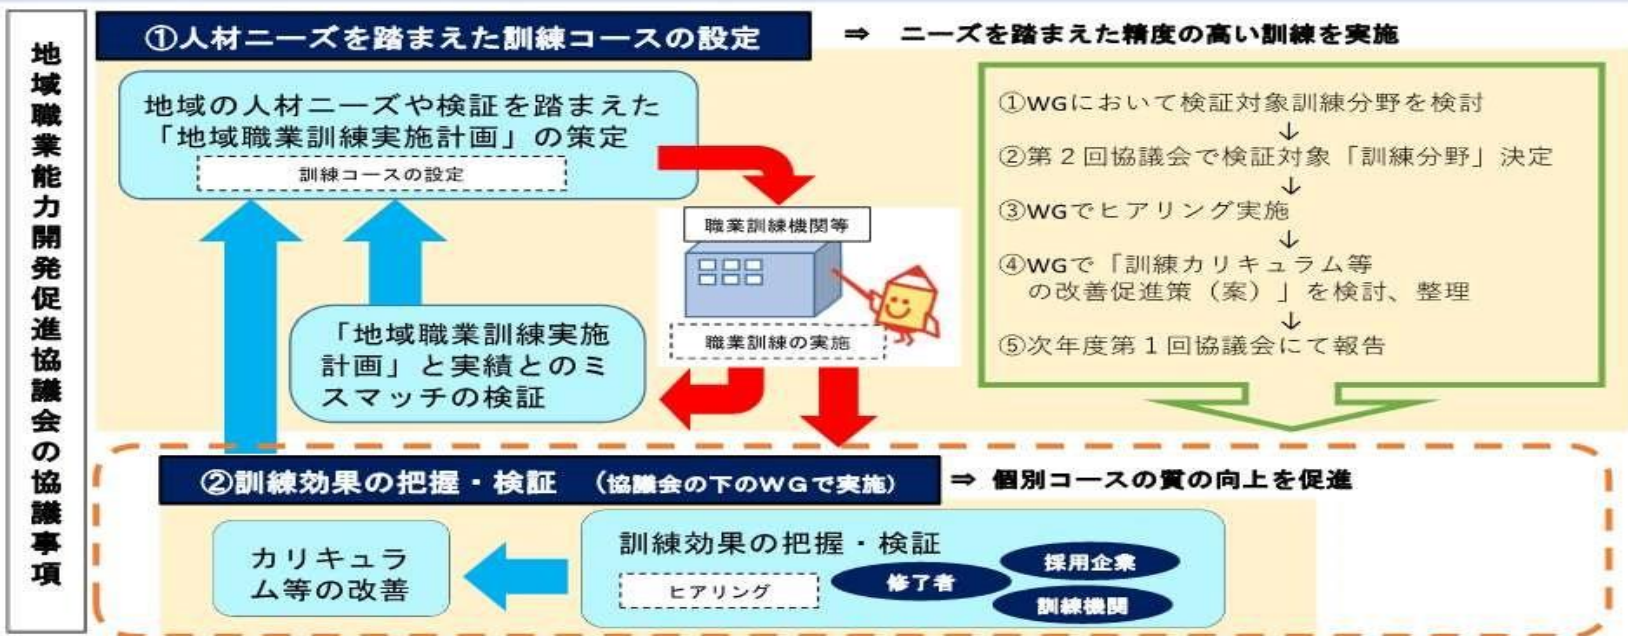 地域職業能力開発促進協議会の協議事項
①人材ニーズを踏まえた訓練コースの設定
⇒ ニーズを踏まえた精度の高い訓練を実施
地域の人材ニーズや検証を踏まえた
「地域職業訓練実施計画」の策定
訓練コースの設定
職業訓練機関等
職業訓練の実施
「地域職業訓練実施
計画」と実績とのミ
スマッチの検証
①WGにおいて検証対象訓練分野を検討
↓
②第2回協議会で検証対象「訓練分野」決定
↓
③WGでヒアリング実施
↓
④WGで「訓練カリキュラム等
の改善促進策（案）」を検討、整理
↓
⑤次年度第1回協議会にて報告
②訓練効果の把握・検証 （協議会の下のWGで実施）
⇒ 個別コースの質の向上を促進
カリキュラ
ム等の改善
訓練効果の把握・検証
ヒアリング
修了者
採用企業
訓練機関